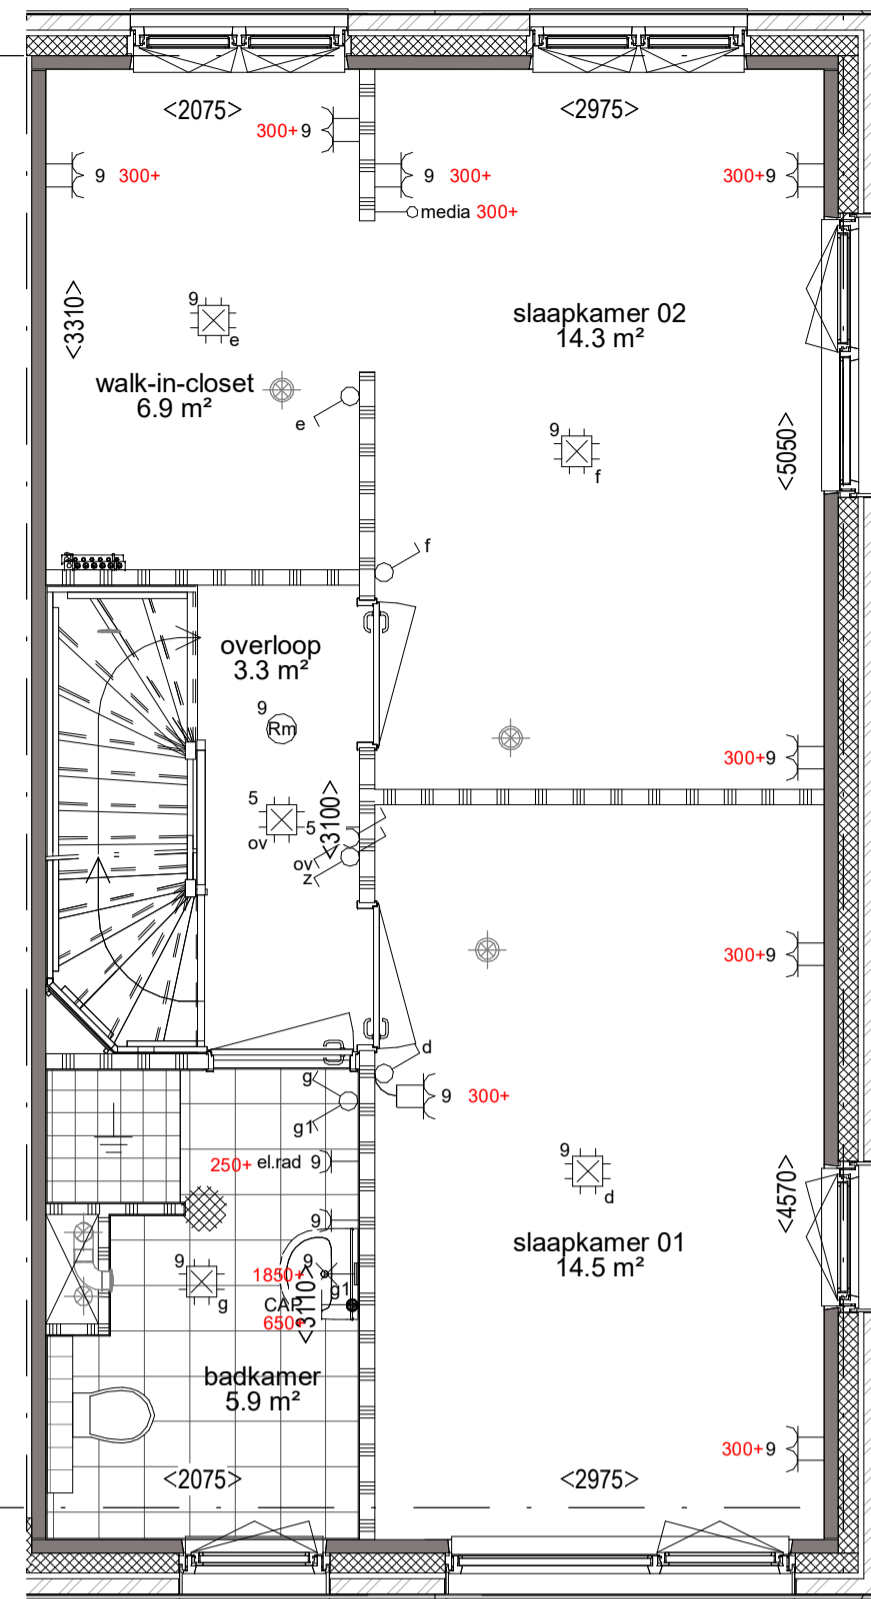 <2075>
<2975>
300+ 9
9 300+
9 300+
300+9
media 300+
<3310>
9
e
slaapkamer 02
14.3 m²
walk-in-closet
6.9 m²
e
9
f
<5050>
f
overloop
3.3 m²
9
Rm
300+9
5
ov
5
<3100>
ov
z
300+9
d
g
9 300+
g1
250+ el.rad 9
9
d
<4570>
9
slaapkamer 01
14.5 m²
9
g
9
1850+
g1
CAP
650+
<3110>
badkamer
5.9 m²
300+9
<2075>
<2975>